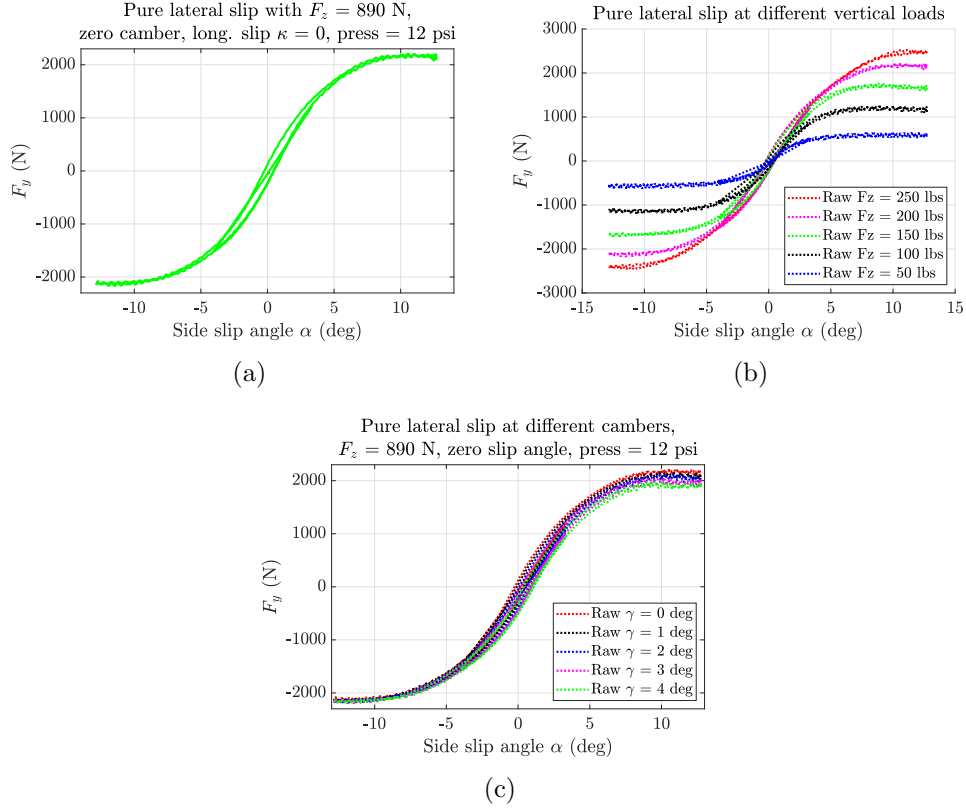 Pure lateral slip with $F_z$ = 890 N,
zero camber, long. slip κ = 0, press = 12 psi
2000
1000
0
-1000
-2000
$F_y$ (N)
-10
-5
0
5
10
Side slip angle α (deg)
(a)
Pure lateral slip at different vertical loads
3000
2000
1000
0
-1000
-2000
3000
$F_y$ (N)
Raw Fz = 250 lbs
Raw Fz = 200 lbs
Raw Fz = 150 lbs
Raw Fz = 100 lbs
Raw Fz = 50 lbs
-15
-10
-5
0
5
10
15
Side slip angle α (deg)
(b)
Pure lateral slip at different cambers,
$F_z$ = 890 N, zero slip angle, press = 12 psi
2000
1000
0
-1000
-2000
$F_y$ (N)
Raw γ = 0 deg
Raw γ = 1 deg
Raw γ = 2 deg
Raw γ = 3 deg
Raw γ = 4 deg
-10
-5
0
5
10
Side slip angle α (deg)
(c)